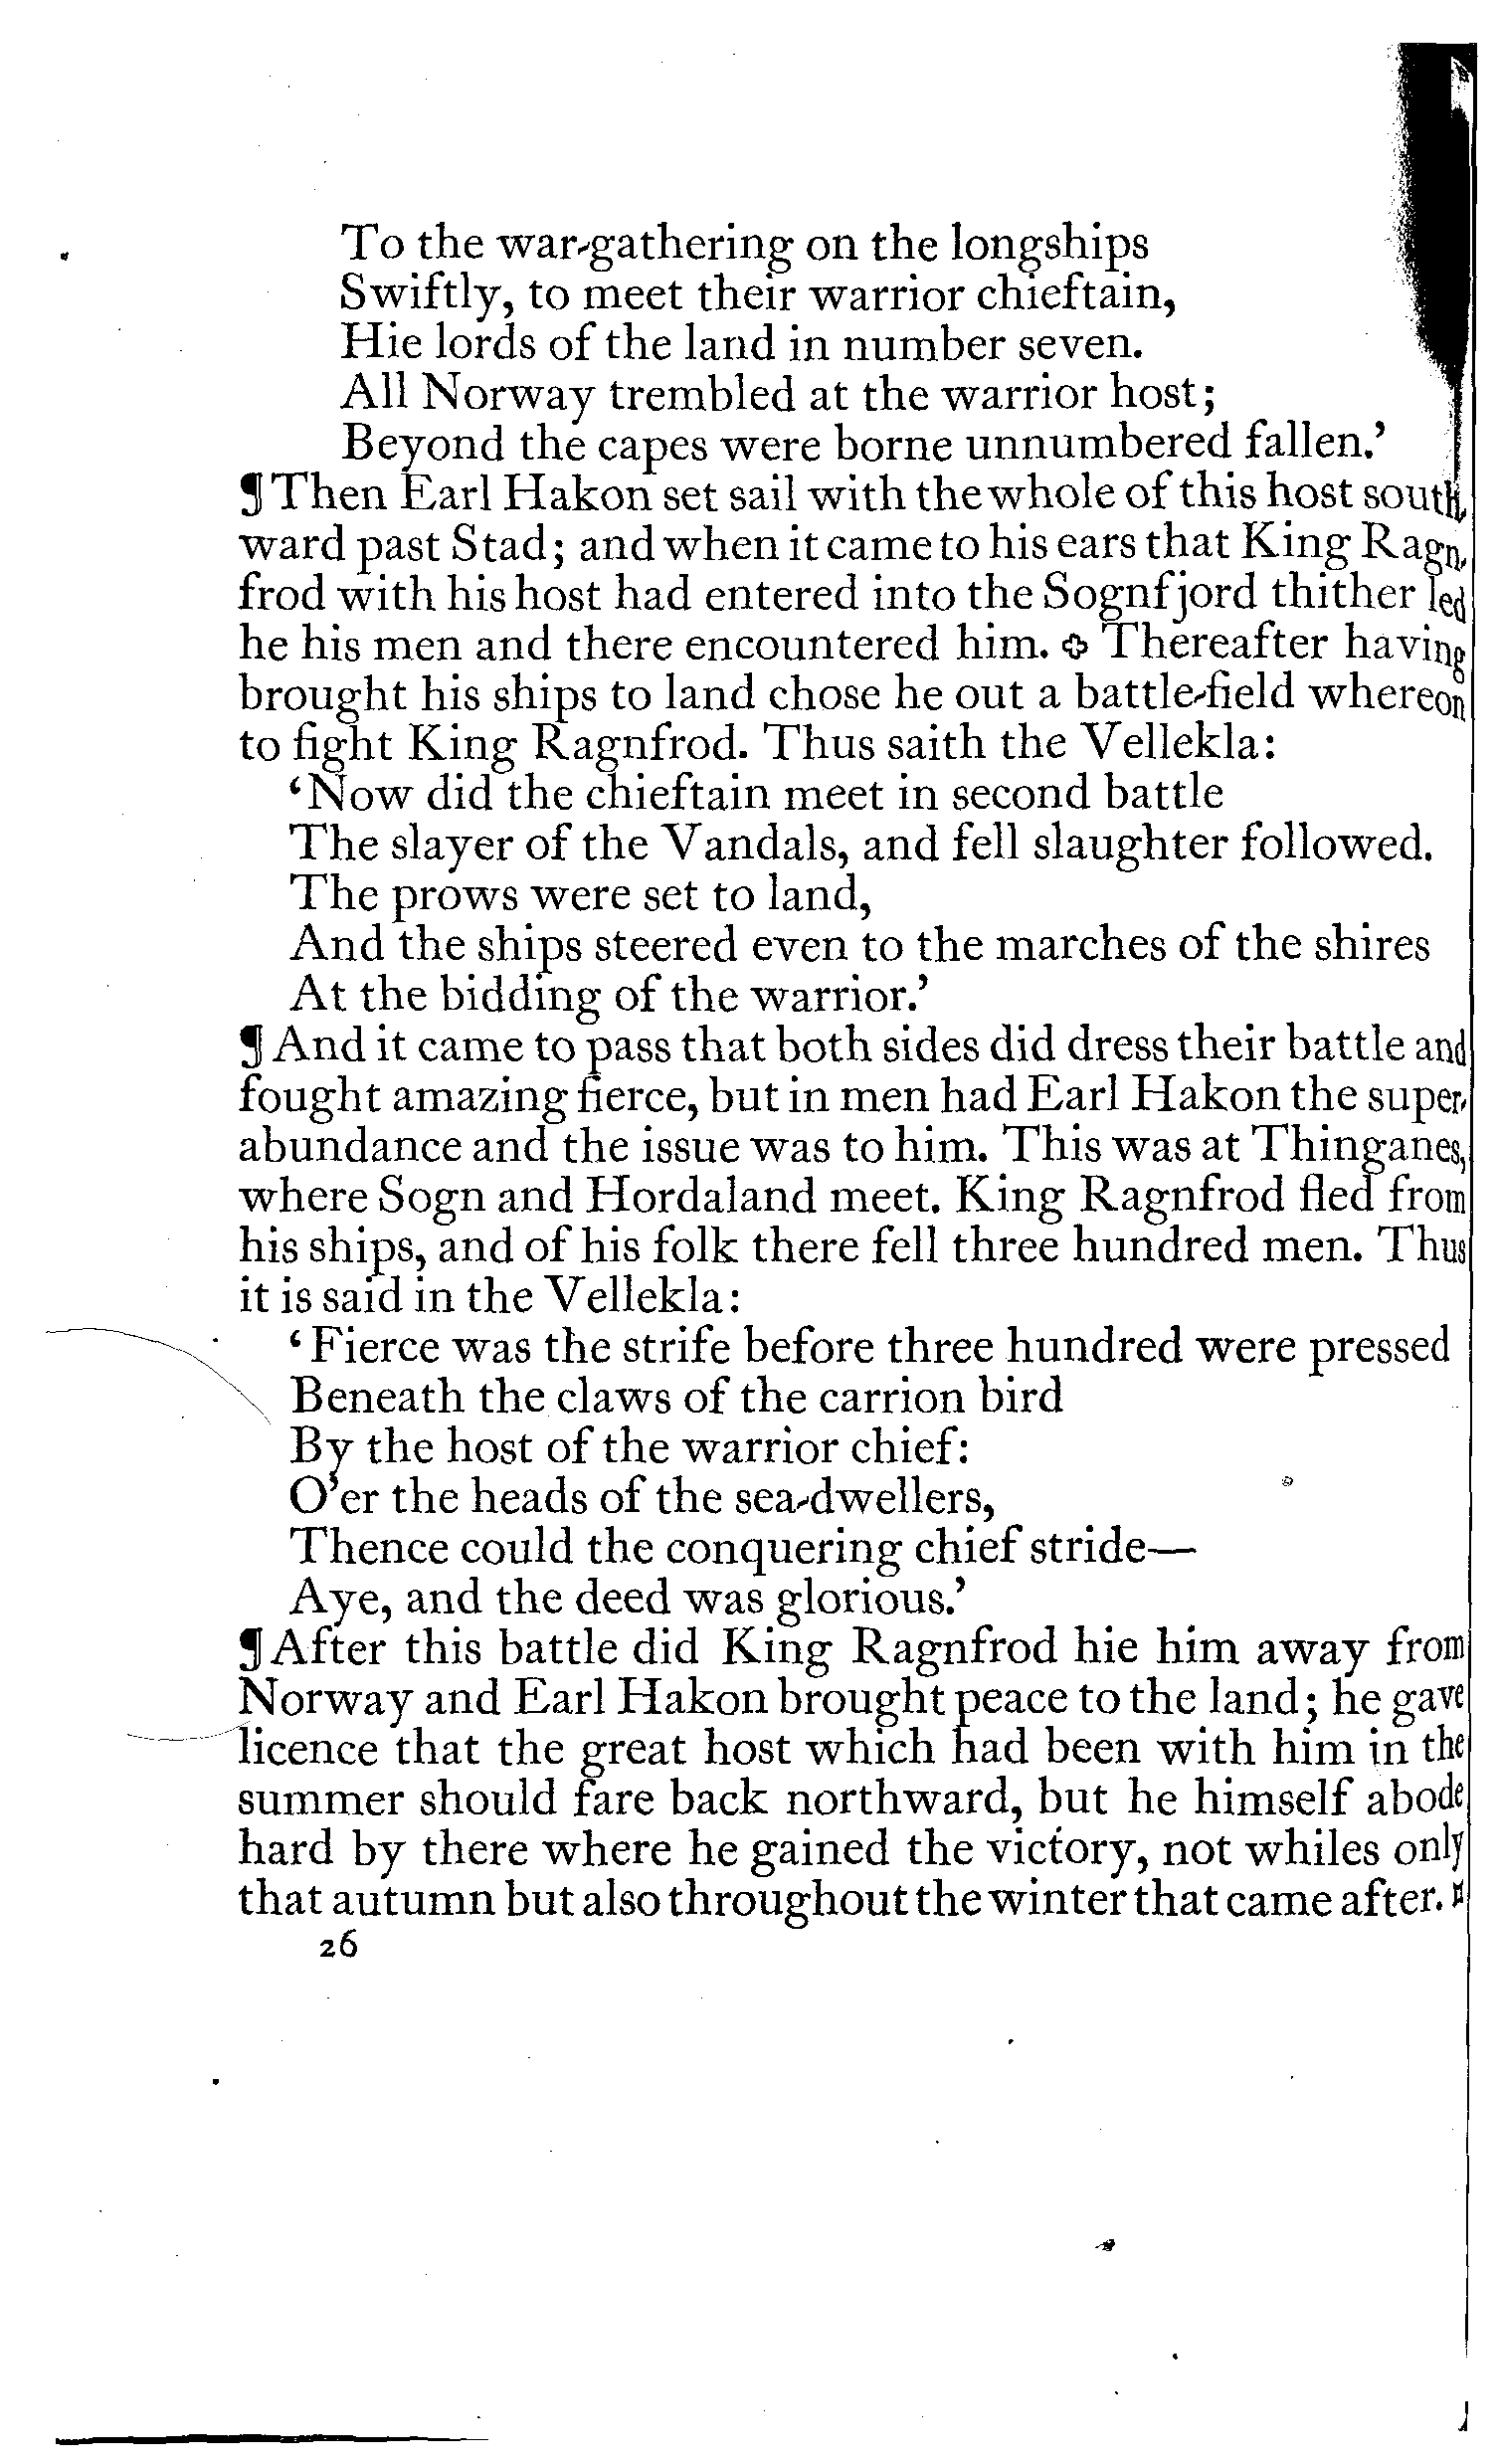 To the war-gathering on the longships
Swiftly, to meet their warrior chieftain,
Hie lords of the land in number seven.
All Norway trembled at the warrior host;
Beyond the capes were borne unnumbered fallen.’
¶ Then Earl Hakon set sail with the whole of this host south-
ward past Stad; and when it came to his ears that King Ragn-
frod with his host had entered into the Sognfjord thither led
he his men and there encountered him. ✥ Thereafter having
brought his ships to land chose he out a battle-field whereon
to fight King Ragnfrod. Thus saith the Vellekla:
‘Now did the chieftain meet in second battle
The slayer of the Vandals, and fell slaughter followed.
The prows were set to land,
And the ships steered even to the marches of the shires
At the bidding of the warrior.’
¶ And it came to pass that both sides did dress their battle and
fought amazing fierce, but in men had Earl Hakon the super-
abundance and the issue was to him. This was at Thinganes,
where Sogn and Hordaland meet. King Ragnfrod fled from
his ships, and of his folk there fell three hundred men. Thus
it is said in the Vellekla:
‘Fierce was the strife before three hundred were pressed
Beneath the claws of the carrion bird
By the host of the warrior chief:
O’er the heads of the sea-dwellers,
Thence could the conquering chief stride—
Aye, and the deed was glorious.’
¶ After this battle did King Ragnfrod hie him away from
Norway and Earl Hakon brought peace to the land; he gave
licence that the great host which had been with him in the
summer should fare back northward, but he himself abode
hard by there where he gained the victory, not whiles only
that autumn but also throughout the winter that came after.
26